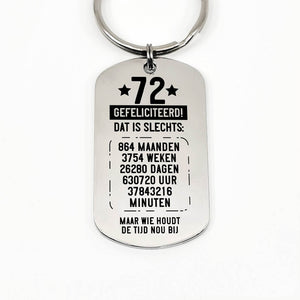 72
GEFELICITEERD!
DAT IS SLECHTS:
864 MAANDEN
3754 WEKEN
26280 DAGEN
630720 UUR
37843216
MINUTEN
MAAR WIE HOUDT
DE TIJD NOU BIJ